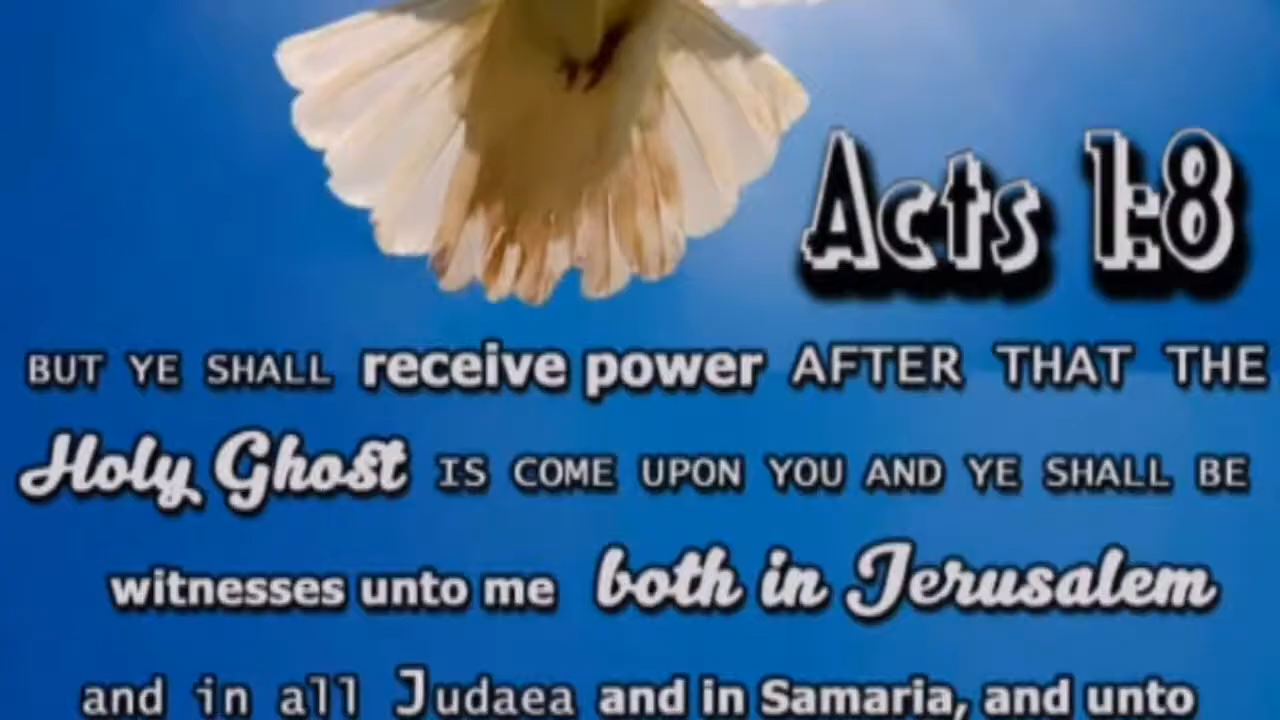 Acts 1:8
BUT YE SHALL receive power AFTER THAT THE
Holy Ghost IS COME UPON YOU AND YE SHALL BE
witnesses unto me both in Jerusalem
and in all Judaea and in Samaria, and unto